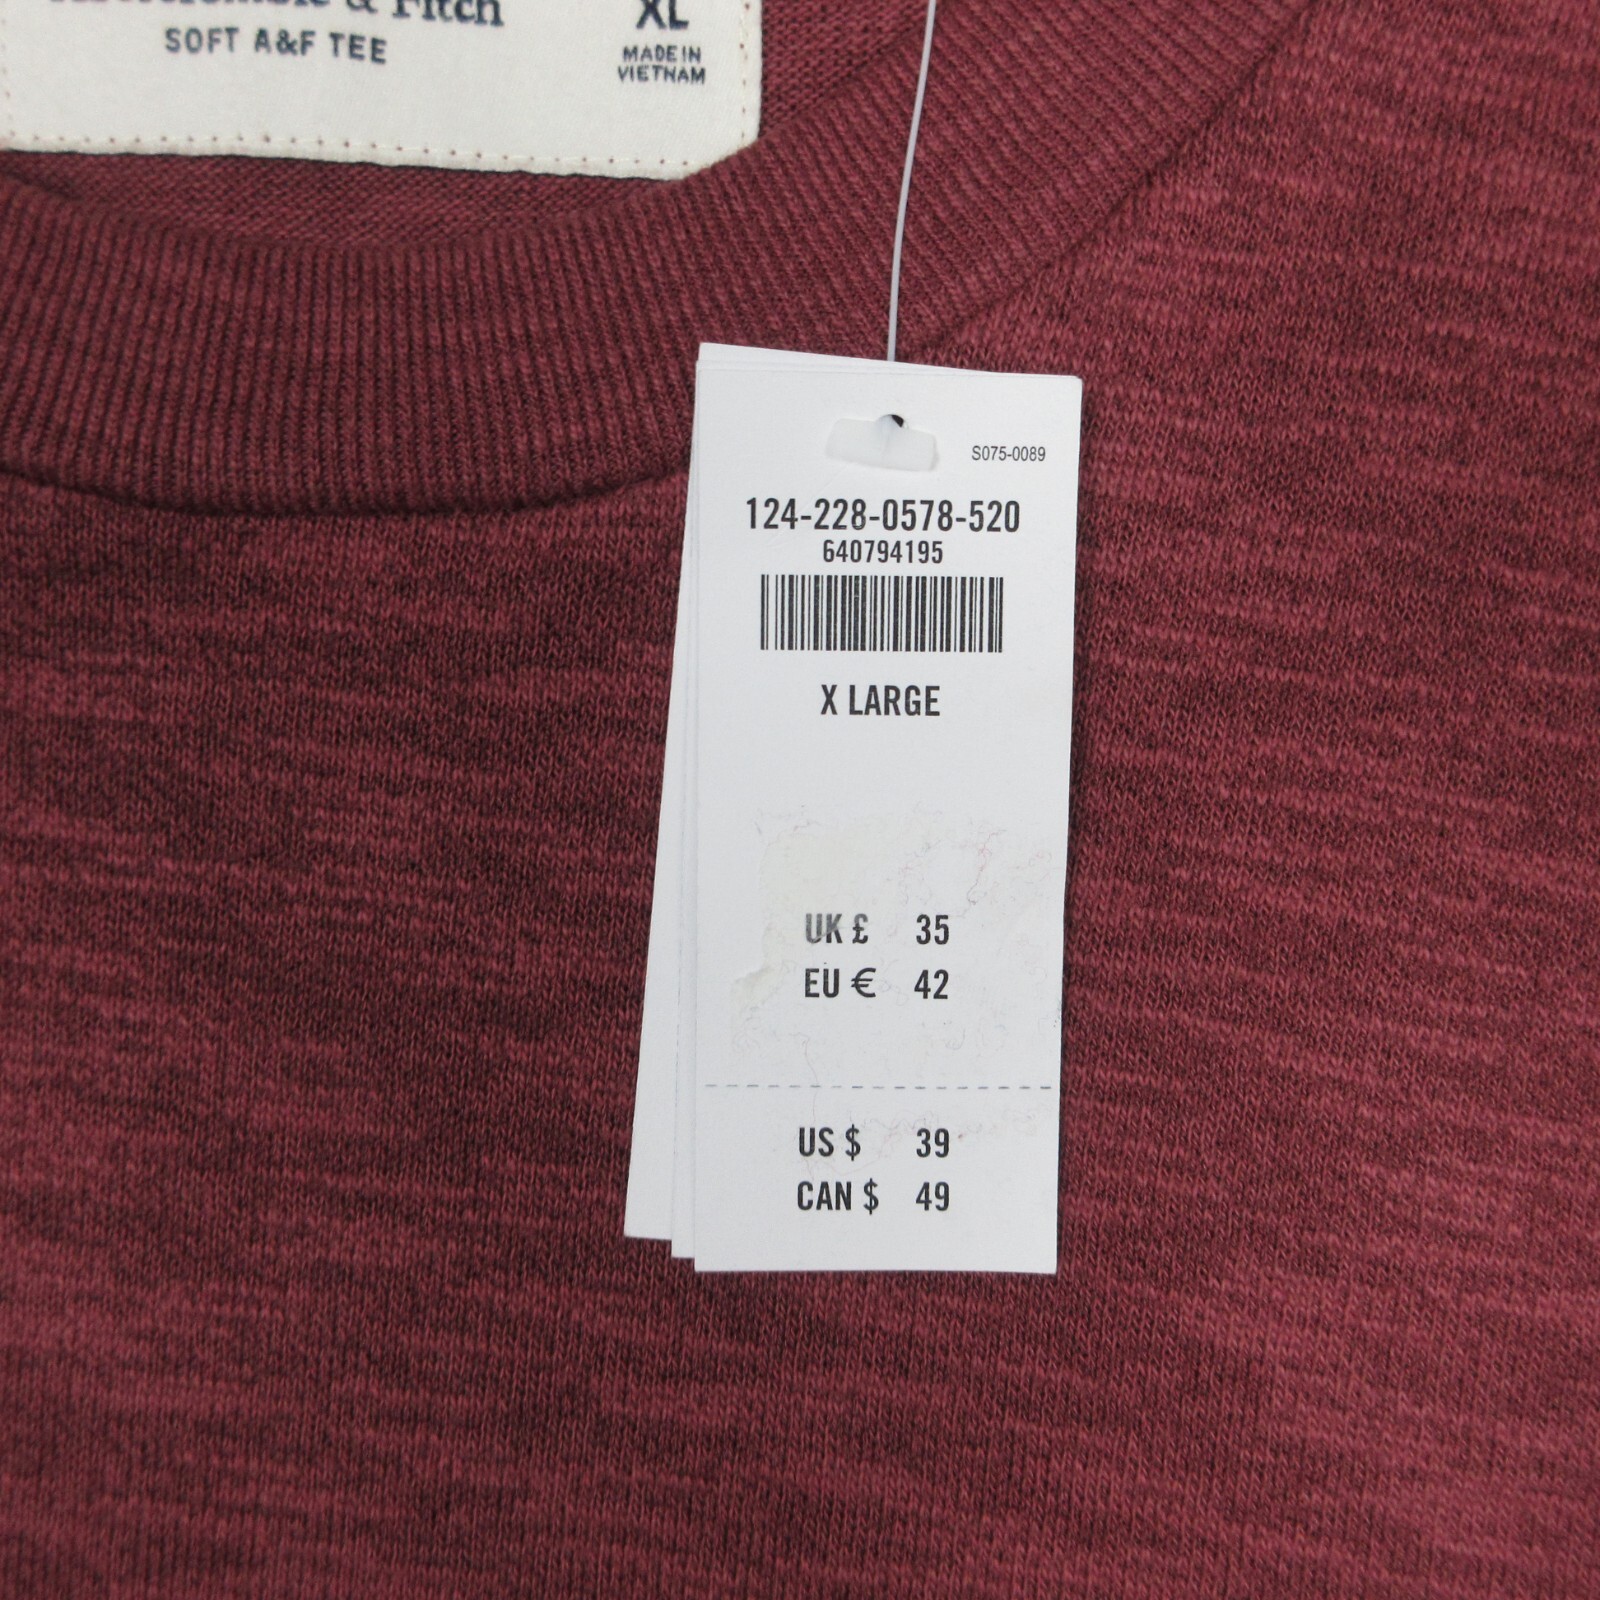 & Fitch
XL
SOFT A&F TEE
MADE IN
VIETNAM
S075-0089
124-228-0578-520
640794195
X LARGE
UK £ 35
EU € 42
US $ 39
CAN $ 49